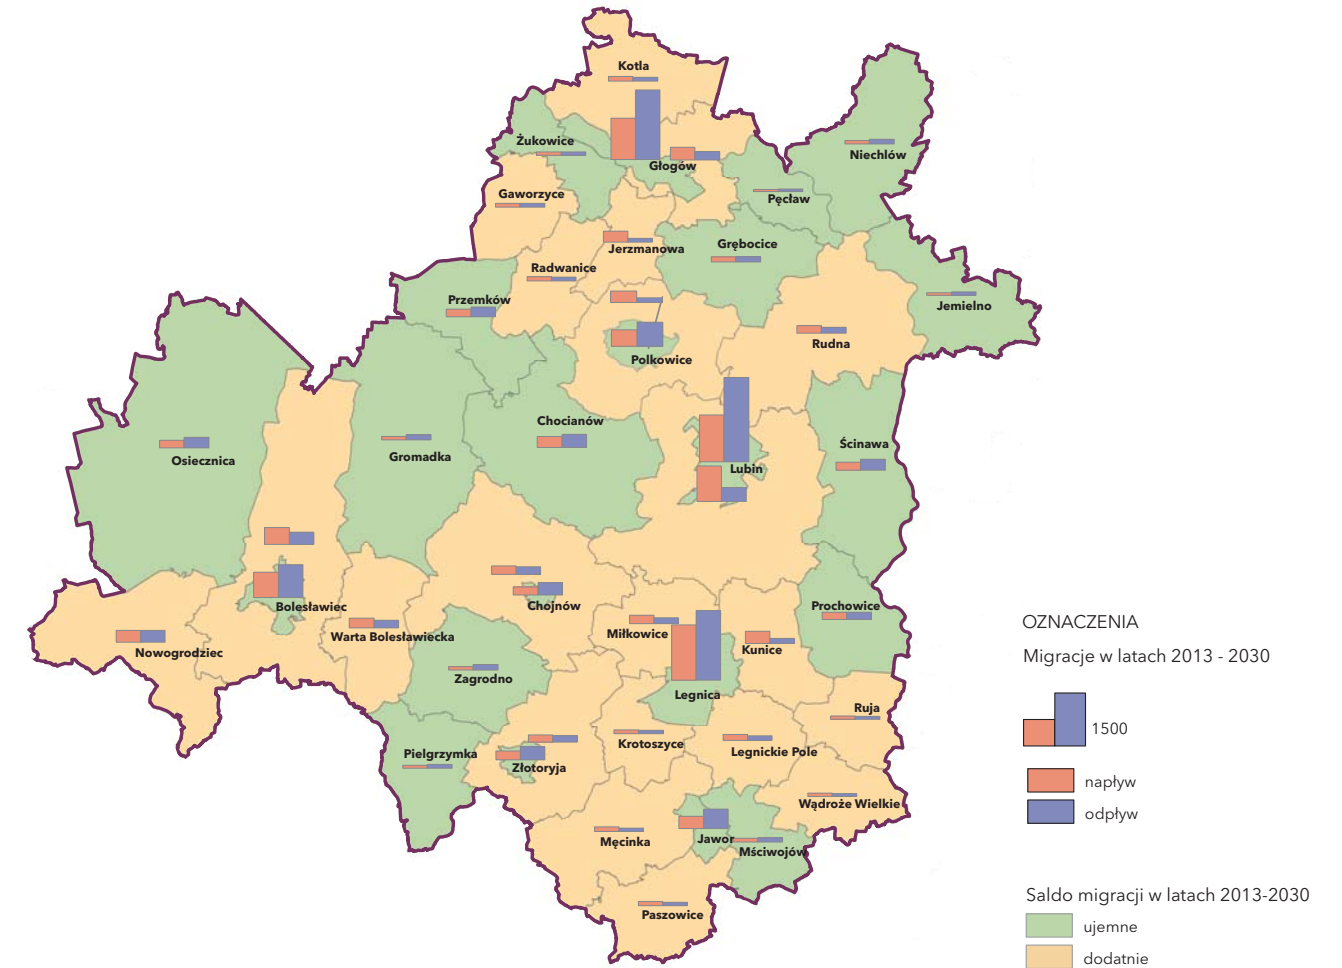 Kotla
Żukowice
Głogów
Niechlów
Gaworzyce
Pęcław
Jerzmanowa
Grębocice
Radwanice
Przemków
Jemielno
Rudna
Polkowice
Chocianów
Osiecznica
Gromadka
Ścinawa
Lubin
Chojnów
Bolesławiec
Prochowice
Warta Bolesławiecka
Miłkowice
Kunice
Nowogrodziec
Zagrodno
Legnica
Ruja
Krotoszyce
Legnickie Pole
Pielgrzymka
Złotoryja
Wądroże Wielkie
Męcinka
Jawor
Mściwojów
Paszowice
OZNACZENIA
Migracje w latach 2013 - 2030
1500
napływ
odpływ
Saldo migracji w latach 2013-2030
ujemne
dodatnie